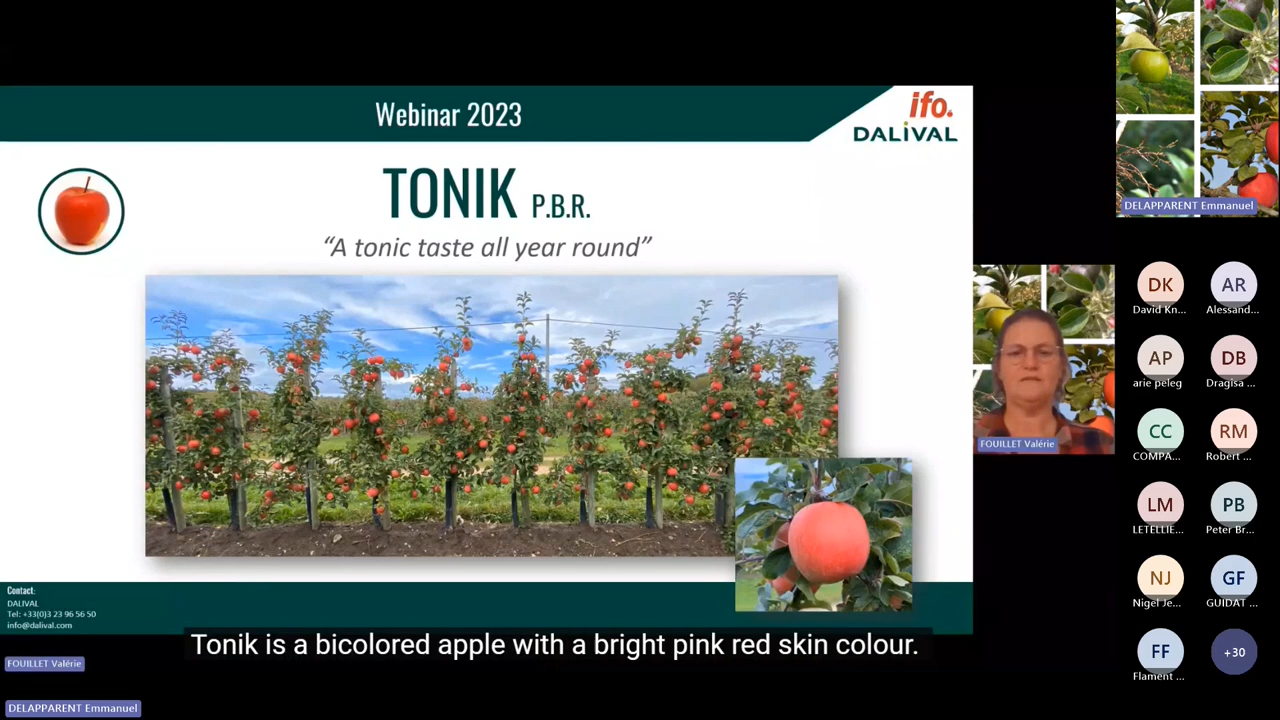 Webinar 2023
ifo.
DALIVAL
TONIK P.B.R.
“A tonic taste all year round”
Contact:
DALIVAL
Tel: +33(0)3 23 96 56 50
info@dalival.com
Tonik is a bicolored apple with a bright pink red skin colour.
FOUILLET Valérie
DELAPPARENT Emmanuel
DELAPPARENT Emmanuel
FOUILLET Valérie
DK
David Kn...
AR
Alessand...
AP
arie peleg
DB
Dragisa ...
CC
COMPA...
RM
Robert ...
LM
LETELLIE...
PB
Peter Br...
NJ
Nigel Je...
GF
GUIDAT ...
FF
Flament ...
+30